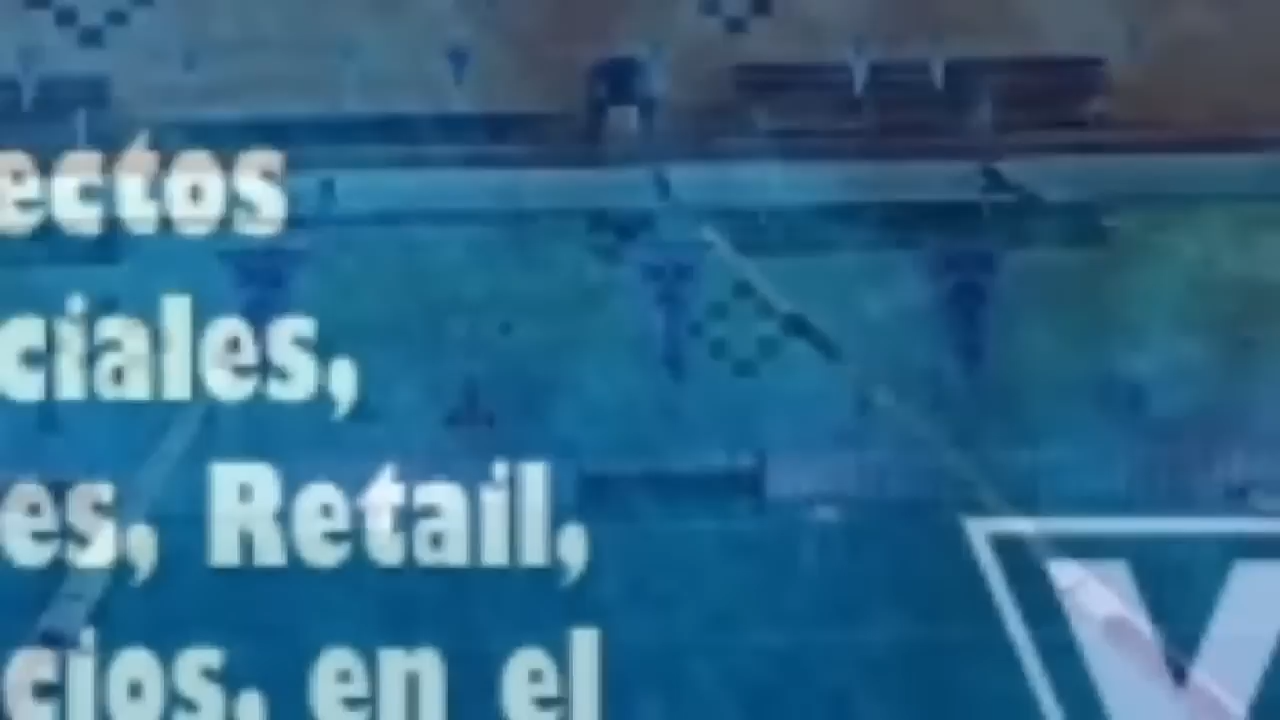 ectos
ciales,
es, Retail,
cios, en el
V